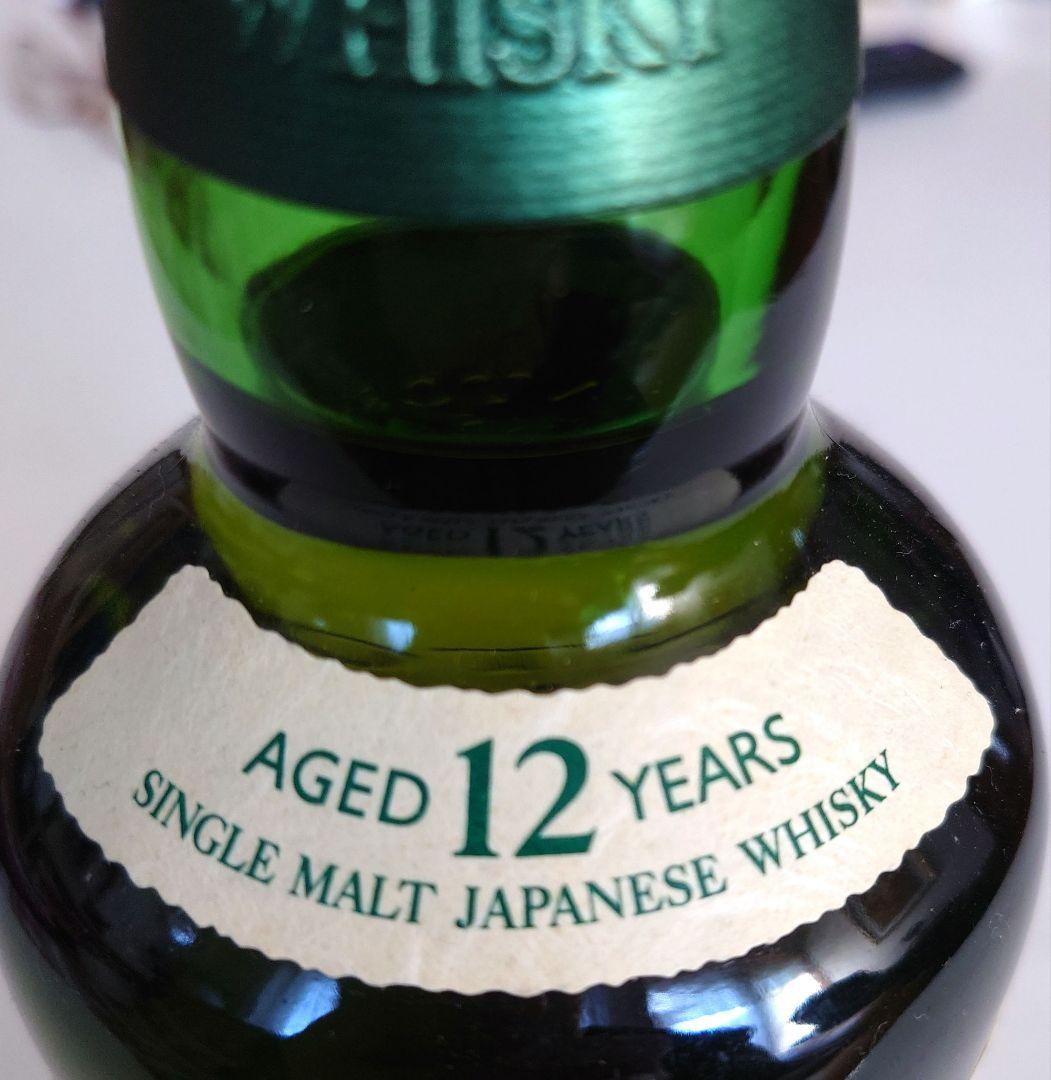 WHISKY
AGED 12 YEARS
SINGLE MALT JAPANESE WHISKY